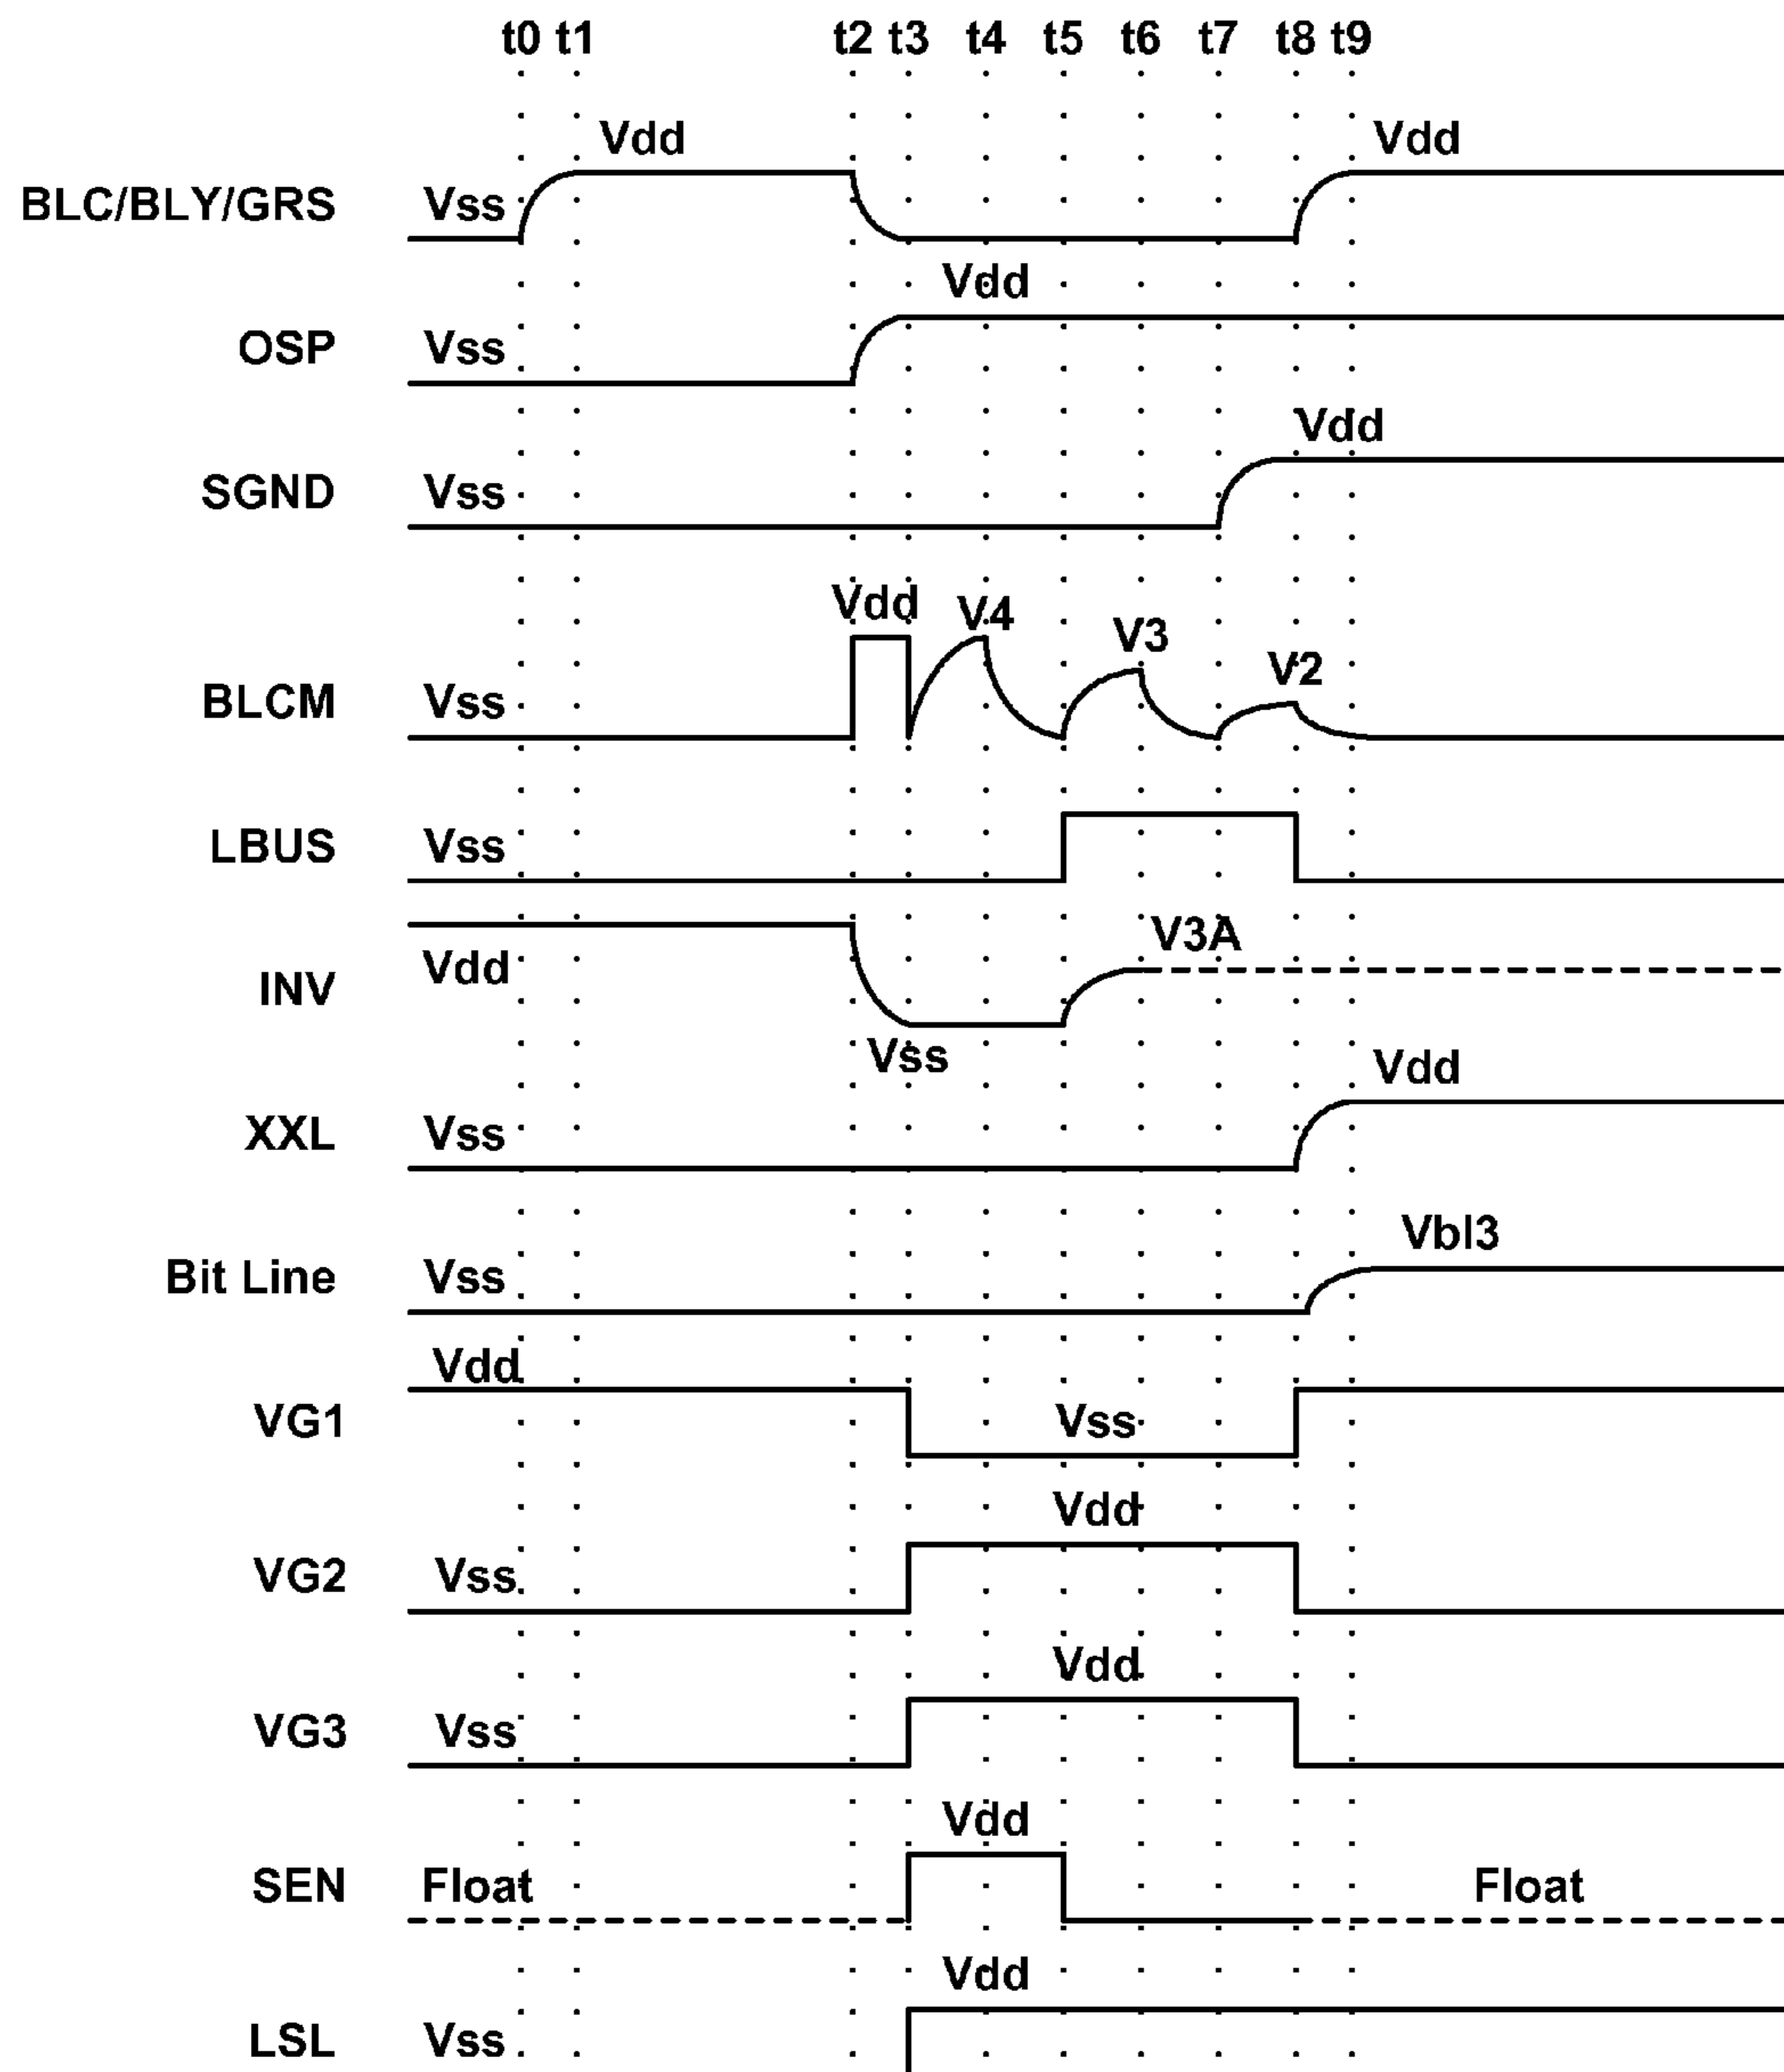 t0 t1 t2 t3 t4 t5 t6 t7 t8 t9
Vdd Vdd
BLC/BLY/GRS Vss
Vdd
OSP Vss
Vdd
SGND Vss
Vdd V4 V3 V2
BLCM Vss
LBUS Vss
V3A
INV Vdd
Vss
Vdd
XXL Vss
Vbl3
Bit Line Vss
Vdd
VG1 Vss
Vdd
VG2 Vss
Vdd
VG3 Vss
Vdd
SEN Float Float
Vdd
LSL Vss